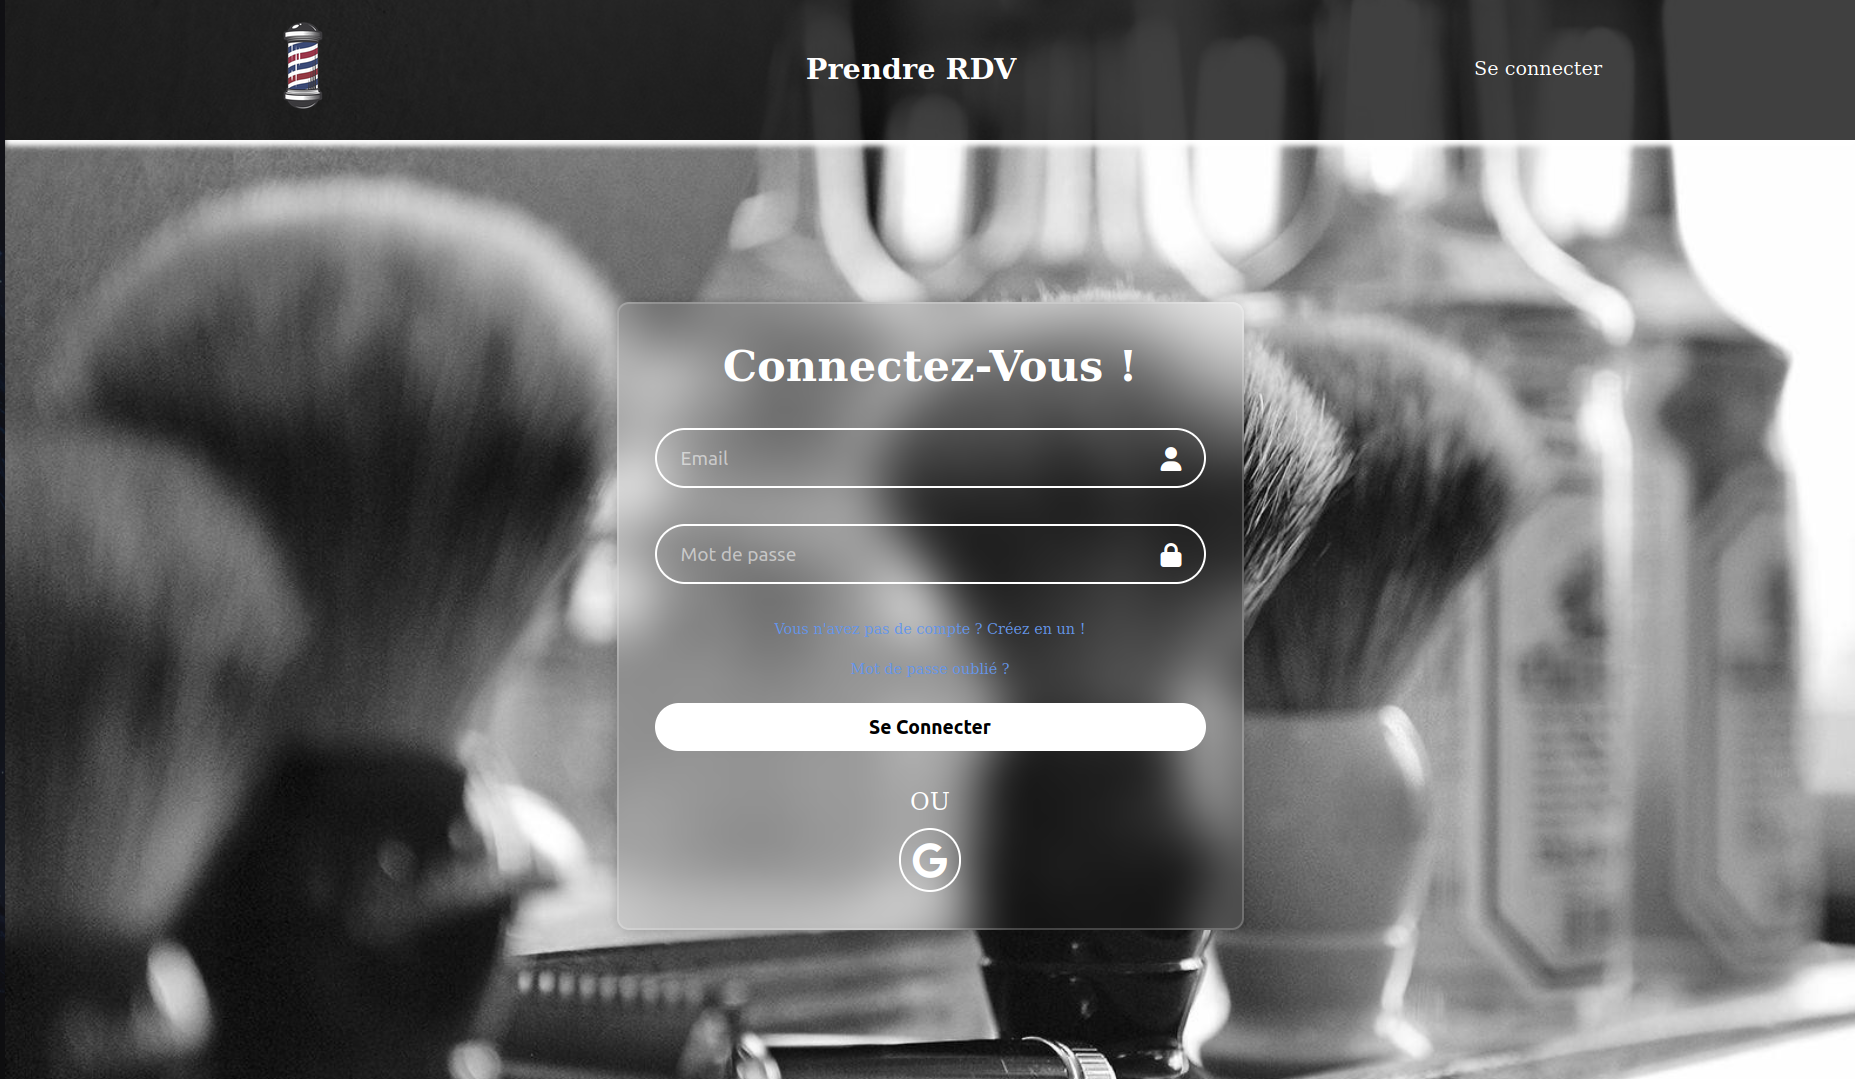 Prendre RDV
Se connecter
Connectez-Vous !
Email
Mot de passe
Vous n'avez pas de compte ? Créez en un !
Mot de passe oublié ?
Se Connecter
OU
G